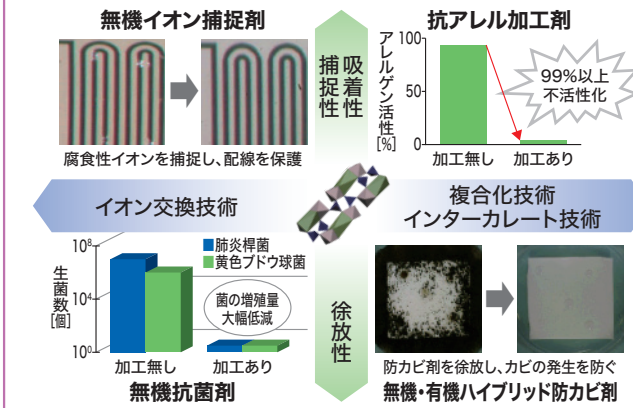 無機イオン捕捉剤
腐食性イオンを捕捉し、配線を保護
吸着性
捕捉性
抗アレル加工剤
アレルゲン活性[%]
100
50
0
99%以上
不活性化
加工無し
加工あり
イオン交換技術
複合化技術
インターカレート技術
肺炎桿菌
黄色ブドウ球菌
生菌数[個]
10⁸
10⁴
10⁰
菌の増殖量
大幅低減
加工無し
加工あり
無機抗菌剤
徐放性
防カビ剤を徐放し、カビの発生を防ぐ
無機・有機ハイブリッド防カビ剤